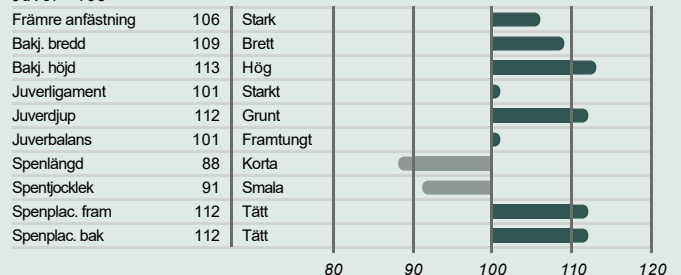 Främre anfästning 106 Stark
Bakj. bredd 109 Brett
Bakj. höjd 113 Hög
Juverligament 101 Starkt
Juverdjup 112 Grunt
Juverbalans 101 Framtungt
Spenlängd 88 Korta
Spentjocklek 91 Smala
Spenplac. fram 112 Tätt
Spenplac. bak 112 Tätt
80 90 100 110 120